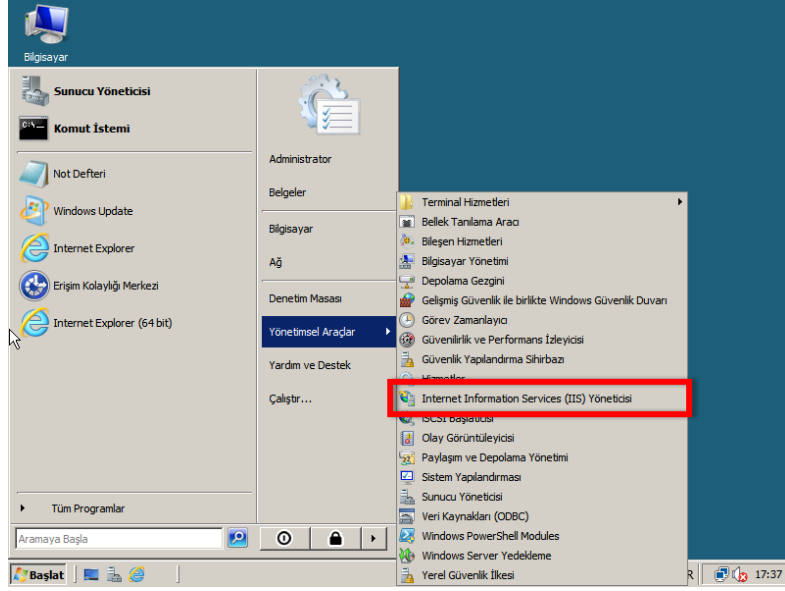 Bilgisayar
Sunucu Yöneticisi
Komut İstemi
Not Defteri
Windows Update
Internet Explorer
Erişim Kolaylığı Merkezi
Internet Explorer (64 bit)
Tüm Programlar
Aramaya Başla
Administrator
Belgeler
Bilgisayar
Ağ
Denetim Masası
Yönetimsel Araçlar
Yardım ve Destek
Çalıştır...
Terminal Hizmetleri
Bellek Tanılama Aracı
Bileşen Hizmetleri
Bilgisayar Yönetimi
Depolama Gezgini
Gelişmiş Güvenlik ile birlikte Windows Güvenlik Duvarı
Görev Zamanlayıcı
Güvenilirlik ve Performans İzleyicisi
Güvenlik Yapılandırma Sihirbazı
Hizmetler
Internet Information Services (IIS) Yöneticisi
iSCSI Başlatıcısı
Olay Görüntüleyicisi
Paylaşım ve Depolama Yönetimi
Sistem Yapılandırması
Sunucu Yöneticisi
Veri Kaynakları (ODBC)
Windows PowerShell Modules
Windows Server Yedekleme
Yerel Güvenlik İlkesi
Başlat
R
17:37